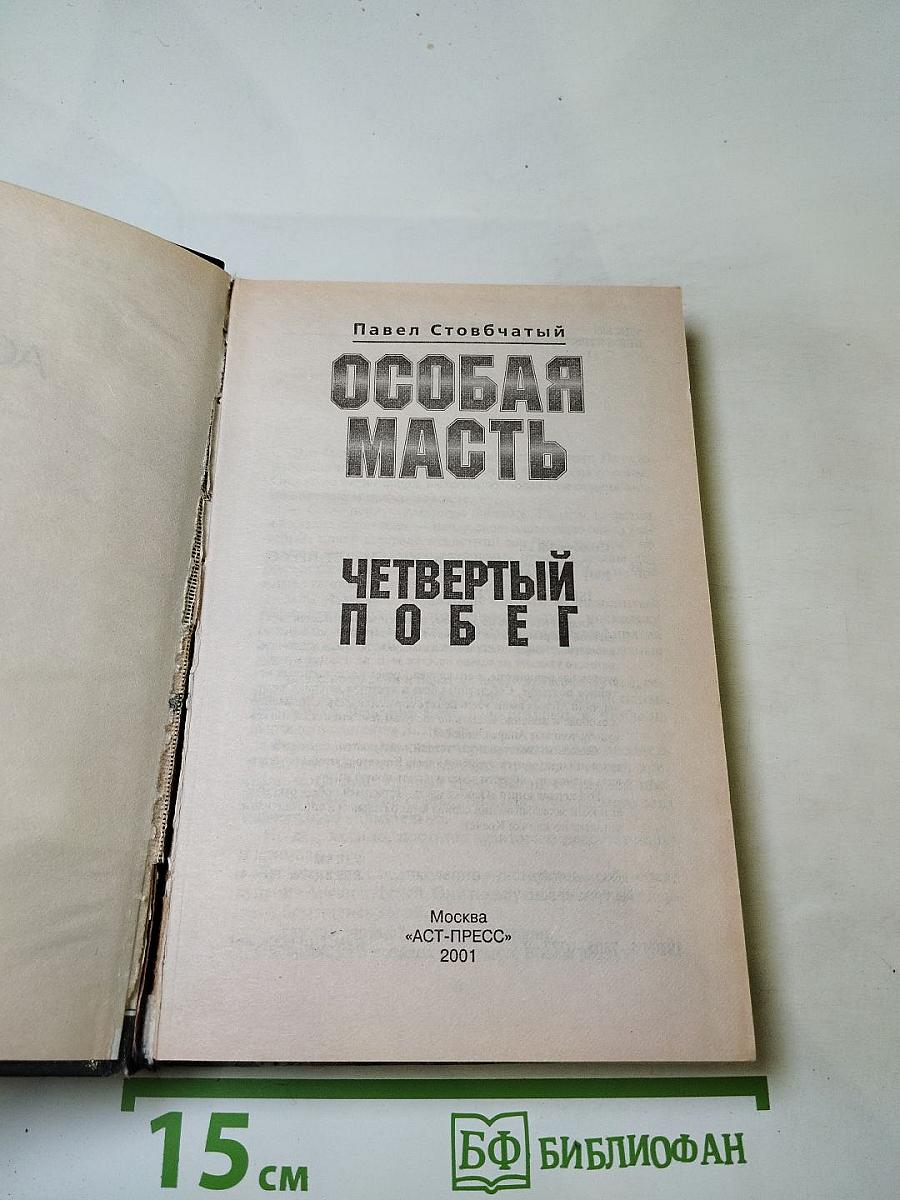 Павел Стовбчатый
ОСОБАЯ
МАСТЬ
ЧЕТВЕРТЫЙ
ПОБЕГ
Москва
«АСТ-ПРЕСС»
2001
15 см
БФ БИБЛИОФАН